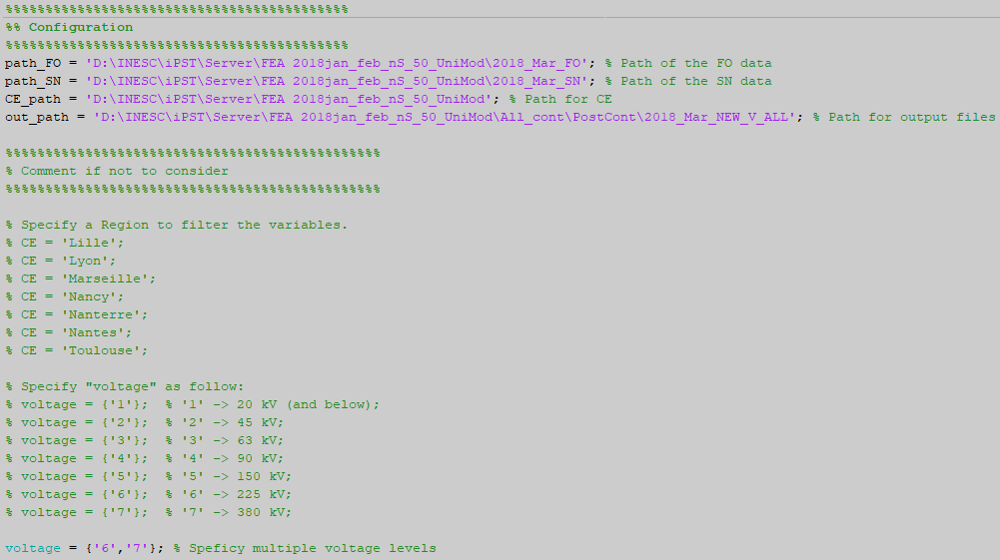 %%%%%%%%%%%%%%%%%%%%%%%%%%%%%%%%%%%%%%%%%%%
%% Configuration
%%%%%%%%%%%%%%%%%%%%%%%%%%%%%%%%%%%%%%%%%%%
path_FO = 'D:\INESC\iPST\Server\FEA 2018jan_feb_nS_50_UniMod\2018_Mar_FO'; % Path of the FO data
path_SN = 'D:\INESC\iPST\Server\FEA 2018jan_feb_nS_50_UniMod\2018_Mar_SN'; % Path of the SN data
CE_path = 'D:\INESC\iPST\Server\FEA 2018jan_feb_nS_50_UniMod'; % Path for CE
out_path = 'D:\INESC\iPST\Server\FEA 2018jan_feb_nS_50_UniMod\All_cont\PostCont\2018_Mar_NEW_V_ALL'; % Path for output files
%%%%%%%%%%%%%%%%%%%%%%%%%%%%%%%%%%%%%%%%%%%%%%%
% Comment if not to consider
%%%%%%%%%%%%%%%%%%%%%%%%%%%%%%%%%%%%%%%%%%%%%%%
% Specify a Region to filter the variables.
% CE = 'Lille';
% CE = 'Lyon';
% CE = 'Marseille';
% CE = 'Nancy';
% CE = 'Nanterre';
% CE = 'Nantes';
% CE = 'Toulouse';
% Specify "voltage" as follow:
% voltage = {'1'};  % '1' -> 20 kV (and below);
% voltage = {'2'};  % '2' -> 45 kV;
% voltage = {'3'};  % '3' -> 63 kV;
% voltage = {'4'};  % '4' -> 90 kV;
% voltage = {'5'};  % '5' -> 150 kV;
% voltage = {'6'};  % '6' -> 225 kV;
% voltage = {'7'};  % '7' -> 380 kV;
voltage = {'6','7'}; % Speficy multiple voltage levels